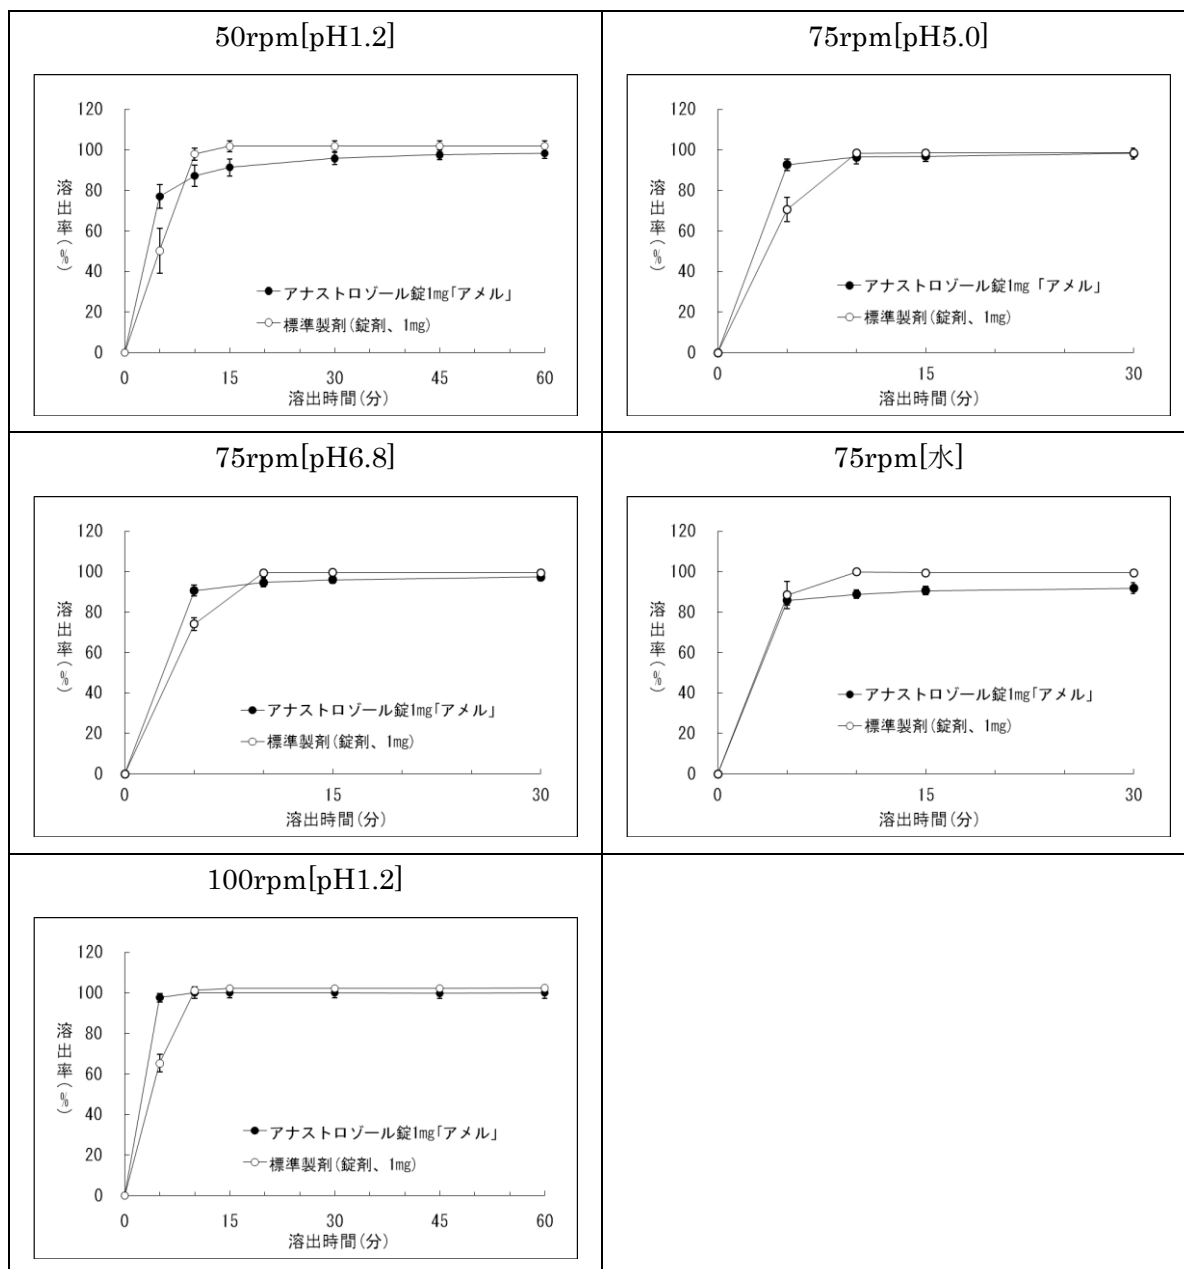 50rpm[pH1.2]
120
100
80
60
40
20
0
溶出率(%)
アナストロゾール錠1mg「アメル」
標準製剤(錠剤、1mg)
0 15 30 45 60
溶出時間(分)
75rpm[pH5.0]
120
100
80
60
40
20
0
溶出率(%)
アナストロゾール錠1mg「アメル」
標準製剤(錠剤、1mg)
0 15 30
溶出時間(分)
75rpm[pH6.8]
120
100
80
60
40
20
0
溶出率(%)
アナストロゾール錠1mg「アメル」
標準製剤(錠剤、1mg)
0 15 30
溶出時間(分)
75rpm[水]
120
100
80
60
40
20
0
溶出率(%)
アナストロゾール錠1mg「アメル」
標準製剤(錠剤、1mg)
0 15 30
溶出時間(分)
100rpm[pH1.2]
120
100
80
60
40
20
0
溶出率(%)
アナストロゾール錠1mg「アメル」
標準製剤(錠剤、1mg)
0 15 30 45 60
溶出時間(分)